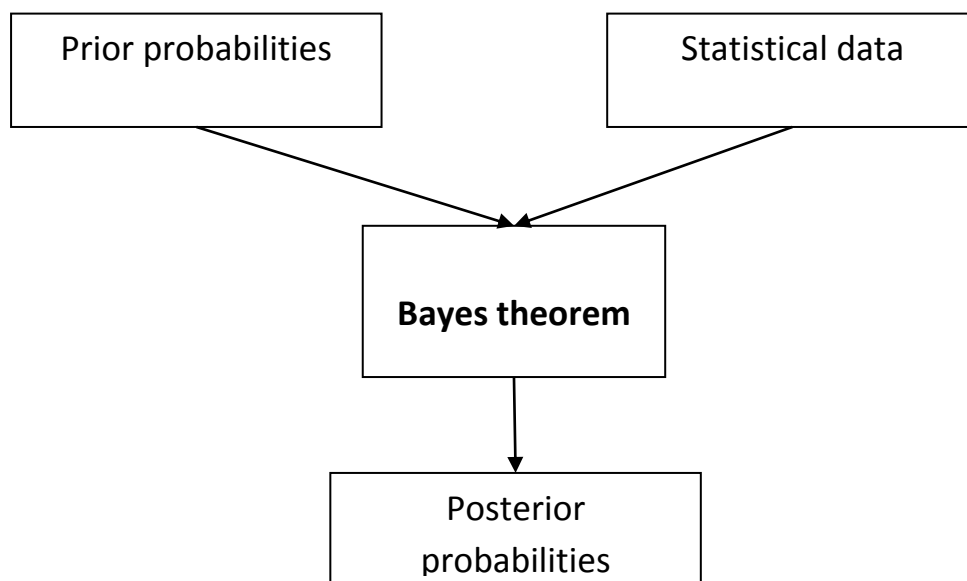 Prior probabilities
Statistical data
Bayes theorem
Posterior
probabilities